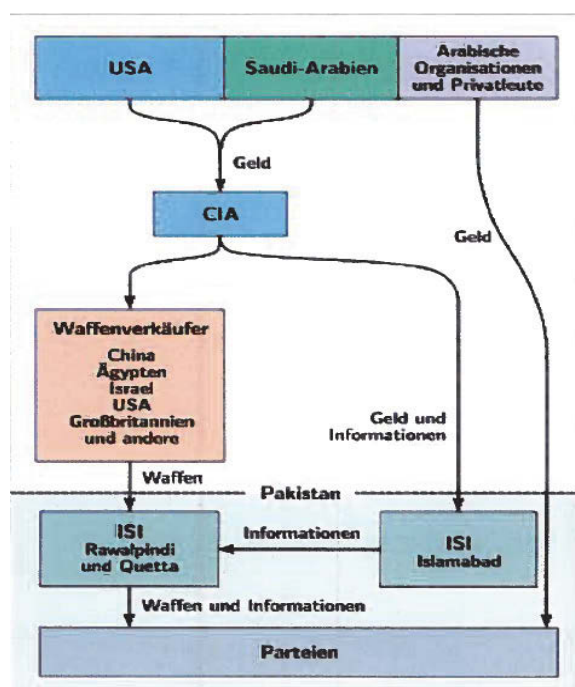 USA
Saudi-Arabien
Arabische
Organisationen
und Privatleute
Geld
CIA
Geld
Waffenverkäufer
China
Ägypten
Israel
USA
Großbritannien
und andere
Geld und
Informationen
Waffen
Pakistan
ISI
Rawalpindi
und Quetta
Informationen
ISI
Islamabad
Waffen und Informationen
Parteien